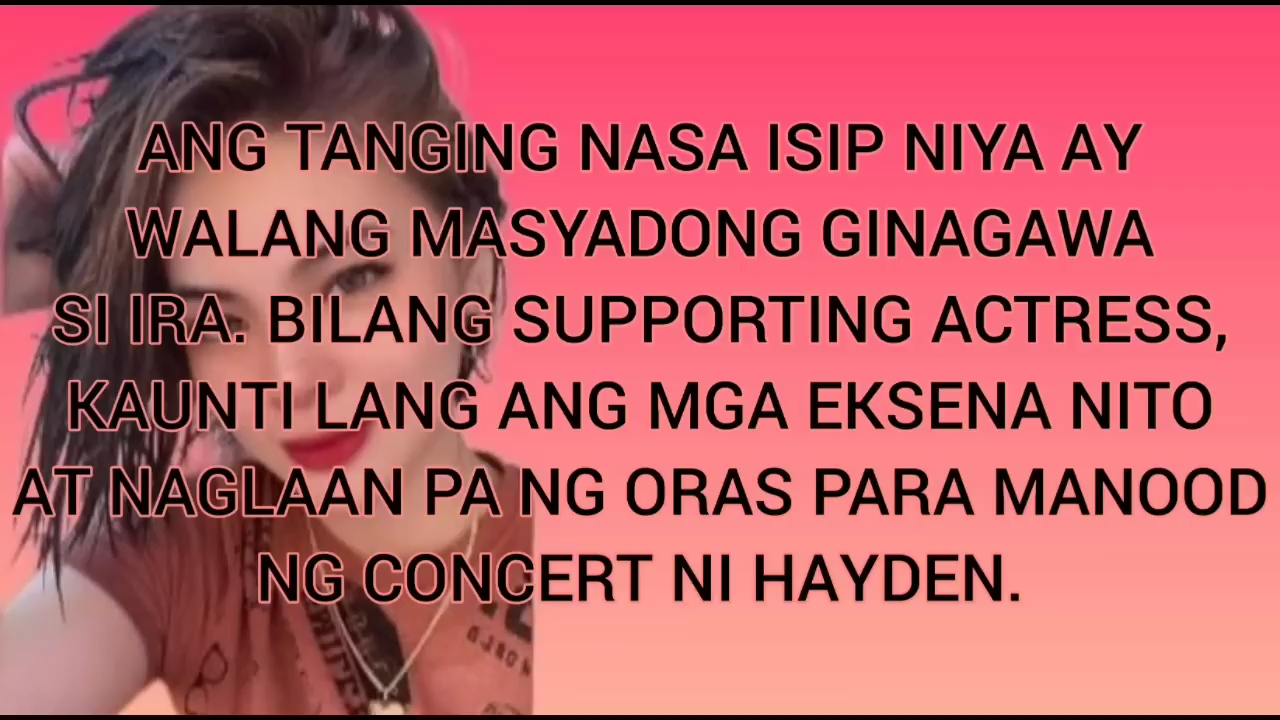 ANG TANGING NASA ISIP NIYA AY
WALANG MASYADONG GINAGAWA
SI IRA. BILANG SUPPORTING ACTRESS,
KAUNTI LANG ANG MGA EKSENA NITO
AT NAGLAAN PA NG ORAS PARA MANOOD
NG CONCERT NI HAYDEN.